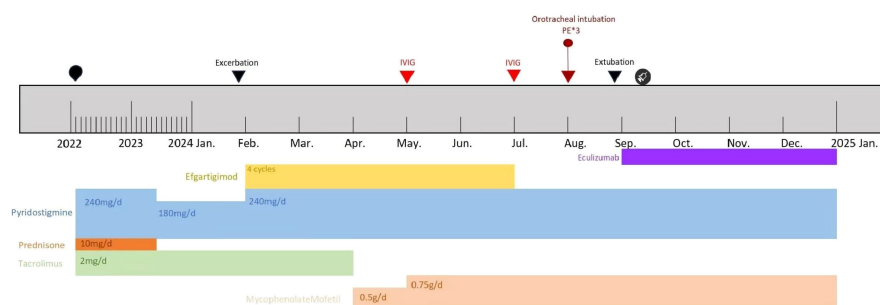 Orotracheal intubation
PE*3
Excerbation
IVIG
IVIG
Extubation
2022
2023
2024 Jan.
Feb.
Mar.
Apr.
May.
Jun.
Jul.
Aug.
Sep.
Oct.
Nov.
Dec.
2025 Jan.
Eculizumab
Efgartigimod
4 cycles
Pyridostigmine
240mg/d
180mg/d
240mg/d
Prednisone
10mg/d
Tacrolimus
2mg/d
MycophenolateMofetil
0.5g/d
0.75g/d